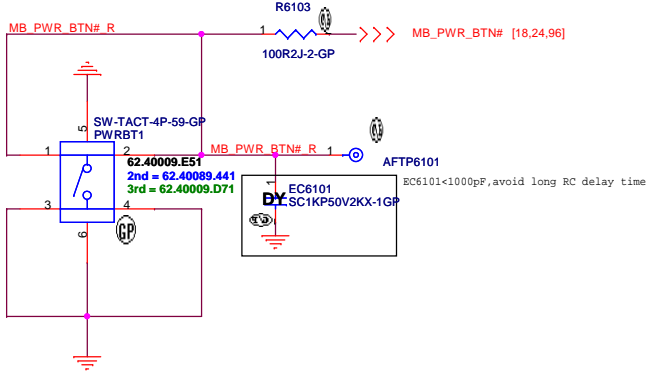 R6103
MB_PWR_BTN#_R
1
2
MB_PWR_BTN# [18,24,96]
100R2J-2-GP
5
SW-TACT-4P-59-GP
PWRBT1
1
2
MB_PWR_BTN#_R
1
62.40009.E51
2nd = 62.40089.441
3rd = 62.40009.D71
AFTP6101
1
EC6101
EC6101<1000pF,avoid long RC delay time
DY
SC1KP50V2KX-1GP
3
4
GP
6